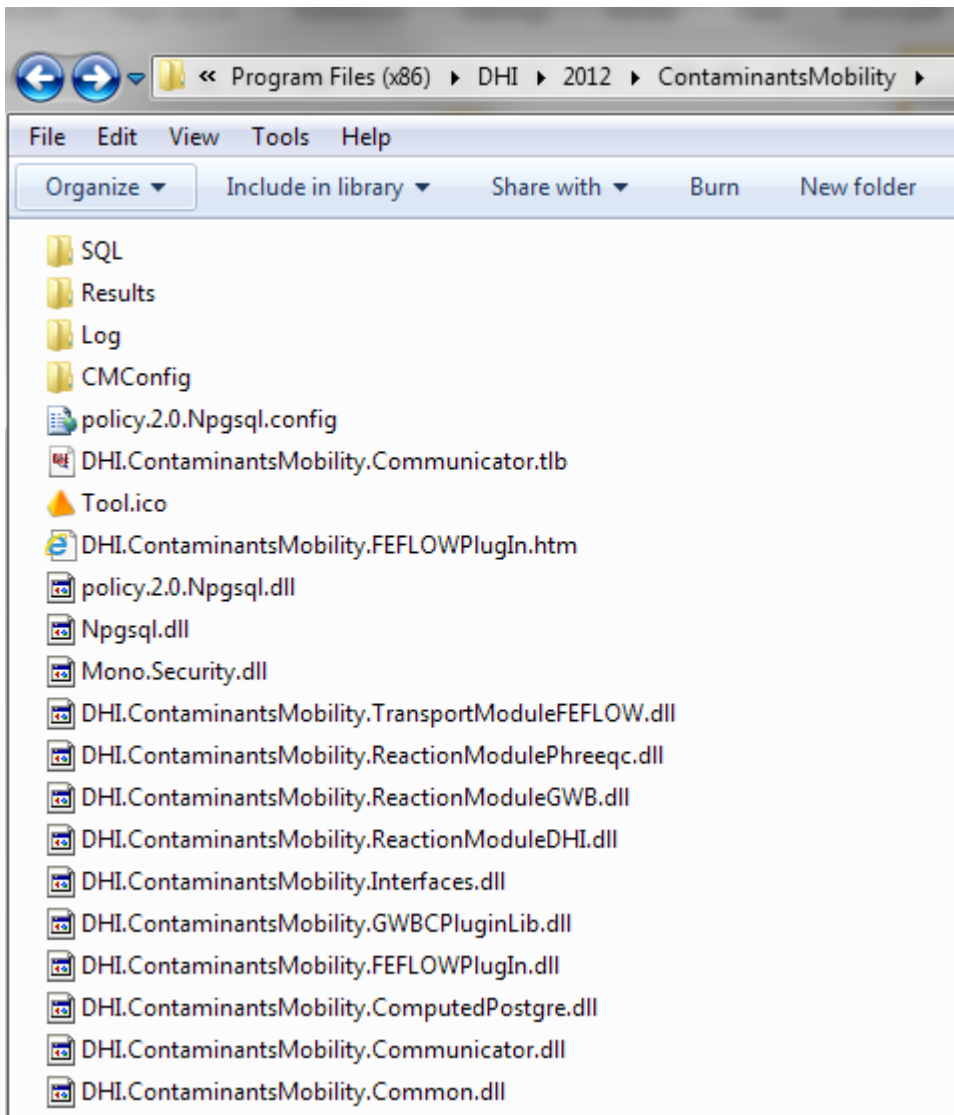 « Program Files (x86) ▸ DHI ▸ 2012 ▸ ContaminantsMobility ▸
File Edit View Tools Help
Organize ▾ Include in library ▾ Share with ▾ Burn New folder
SQL
Results
Log
CMConfig
policy.2.0.Npgsql.config
DHI.ContaminantsMobility.Communicator.tlb
Tool.ico
DHI.ContaminantsMobility.FEFLOWPlugIn.htm
policy.2.0.Npgsql.dll
Npgsql.dll
Mono.Security.dll
DHI.ContaminantsMobility.TransportModuleFEFLOW.dll
DHI.ContaminantsMobility.ReactionModulePhreeqc.dll
DHI.ContaminantsMobility.ReactionModuleGWB.dll
DHI.ContaminantsMobility.ReactionModuleDHI.dll
DHI.ContaminantsMobility.Interfaces.dll
DHI.ContaminantsMobility.GWBCPluginLib.dll
DHI.ContaminantsMobility.FEFLOWPlugIn.dll
DHI.ContaminantsMobility.ComputedPostgre.dll
DHI.ContaminantsMobility.Communicator.dll
DHI.ContaminantsMobility.Common.dll